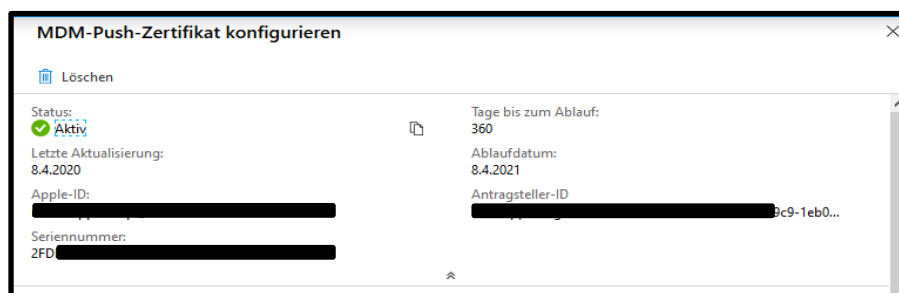 MDM-Push-Zertifikat konfigurieren
Löschen
Status:
Aktiv
Tage bis zum Ablauf:
360
Letzte Aktualisierung:
8.4.2020
Ablaufdatum:
8.4.2021
Apple-ID:
Antragsteller-ID
9c9-1eb0...
Seriennummer:
2FD